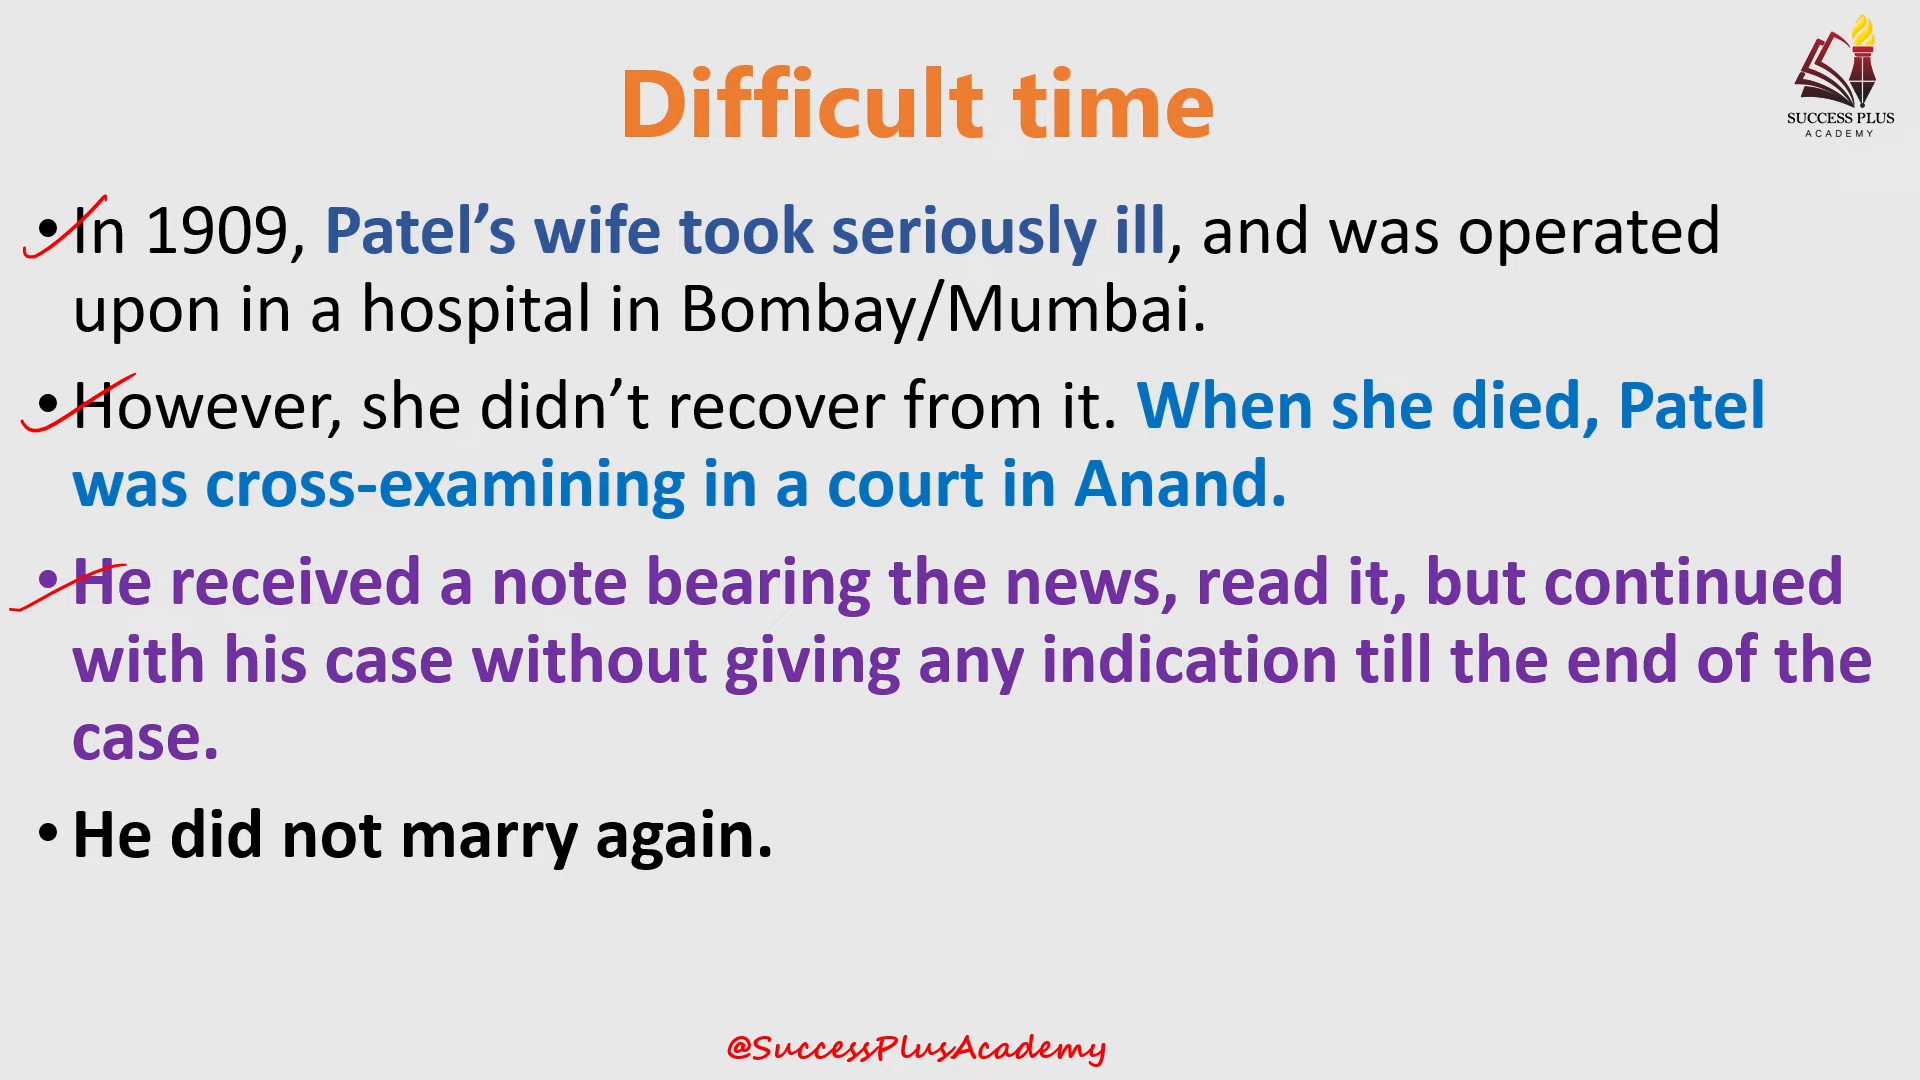 SUCCESS PLUS
ACADEMY
Difficult time
• In 1909, Patel’s wife took seriously ill, and was operated
upon in a hospital in Bombay/Mumbai.
• However, she didn’t recover from it. When she died, Patel
was cross-examining in a court in Anand.
• He received a note bearing the news, read it, but continued
with his case without giving any indication till the end of the
case.
• He did not marry again.
@SuccessPlusAcademy